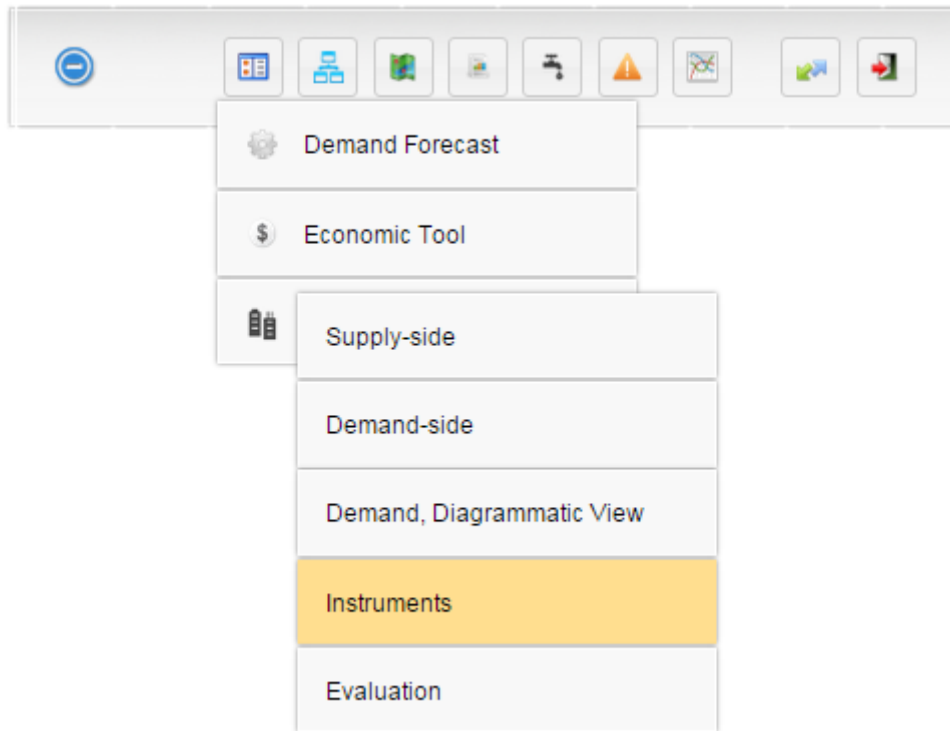 Demand Forecast
$ Economic Tool
Supply-side
Demand-side
Demand, Diagrammatic View
Instruments
Evaluation